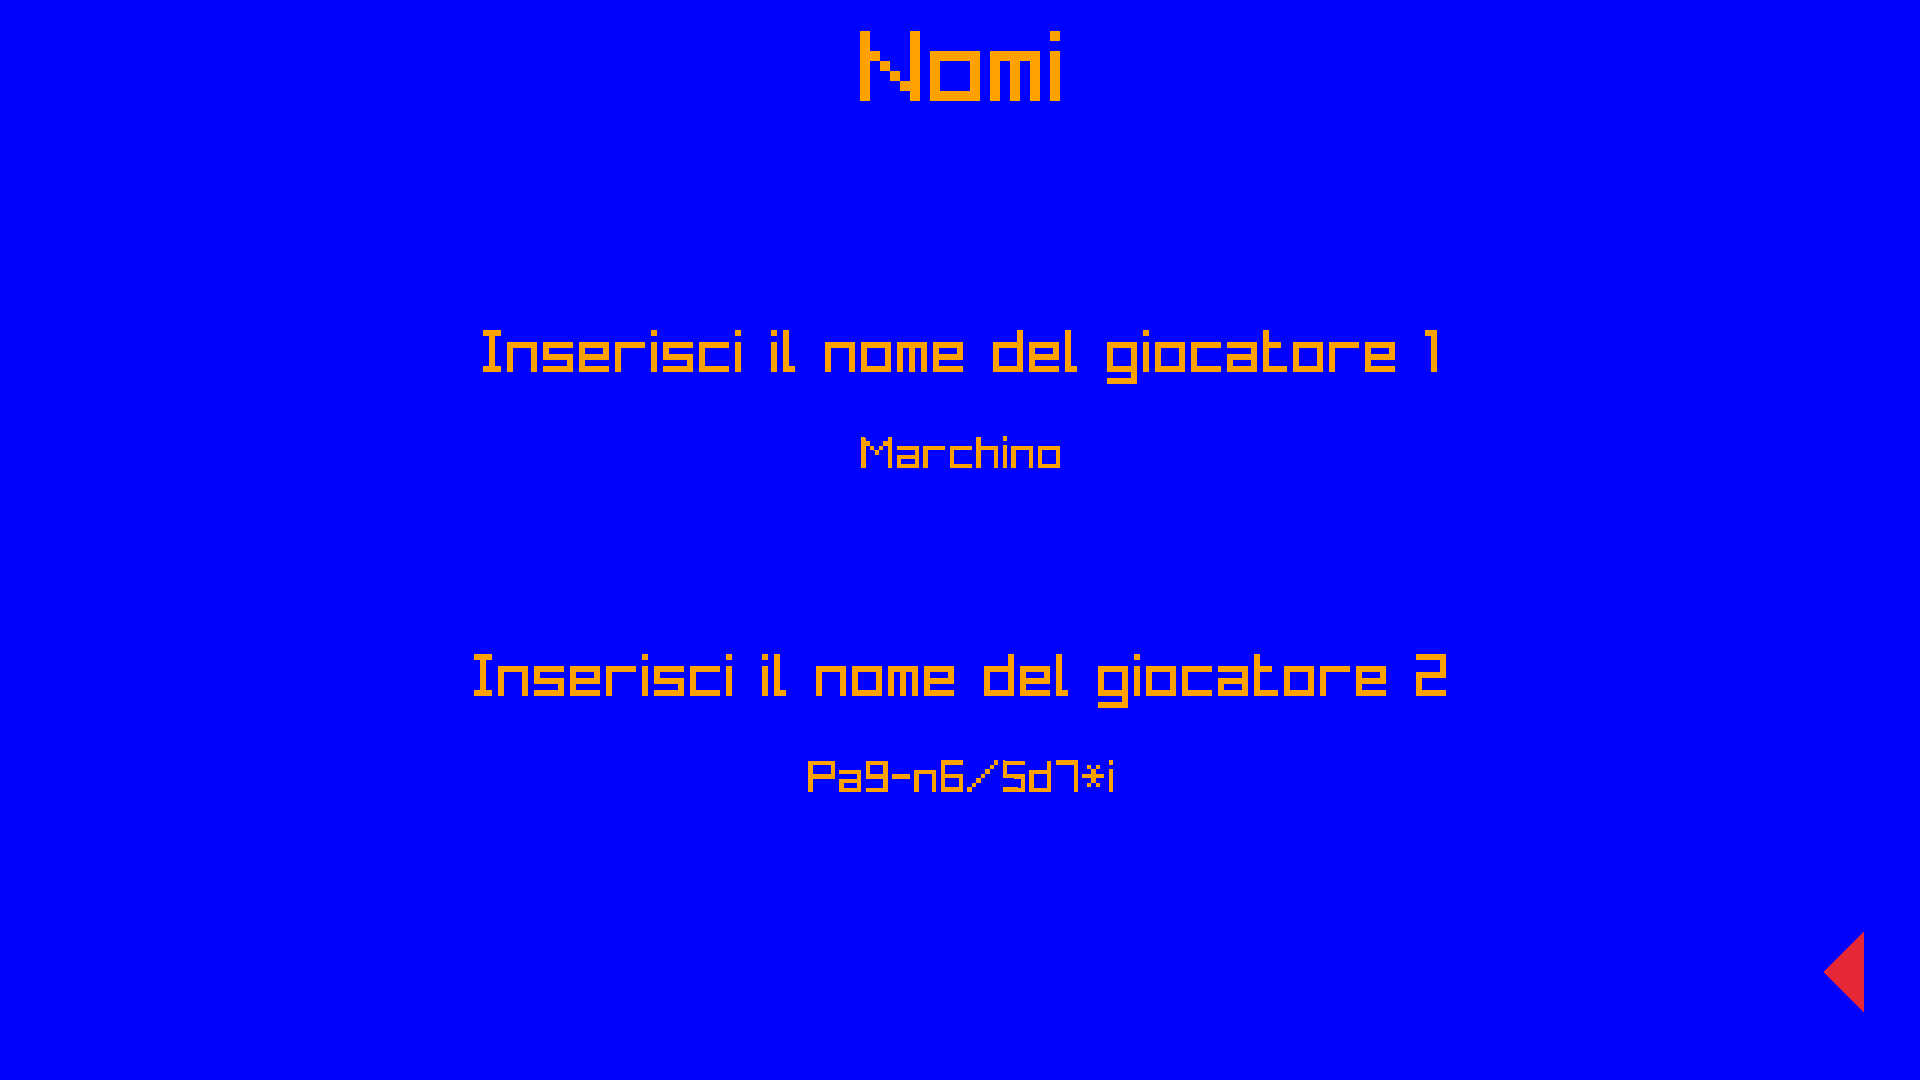 Nomi
Inserisci il nome del giocatore 1
Marchino
Inserisci il nome del giocatore 2
Pa9-n6/5d7*i